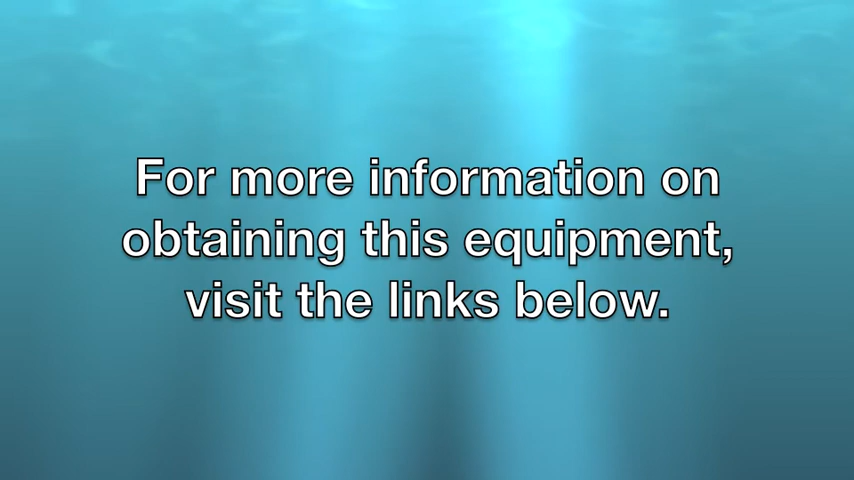 For more information on
obtaining this equipment,
visit the links below.